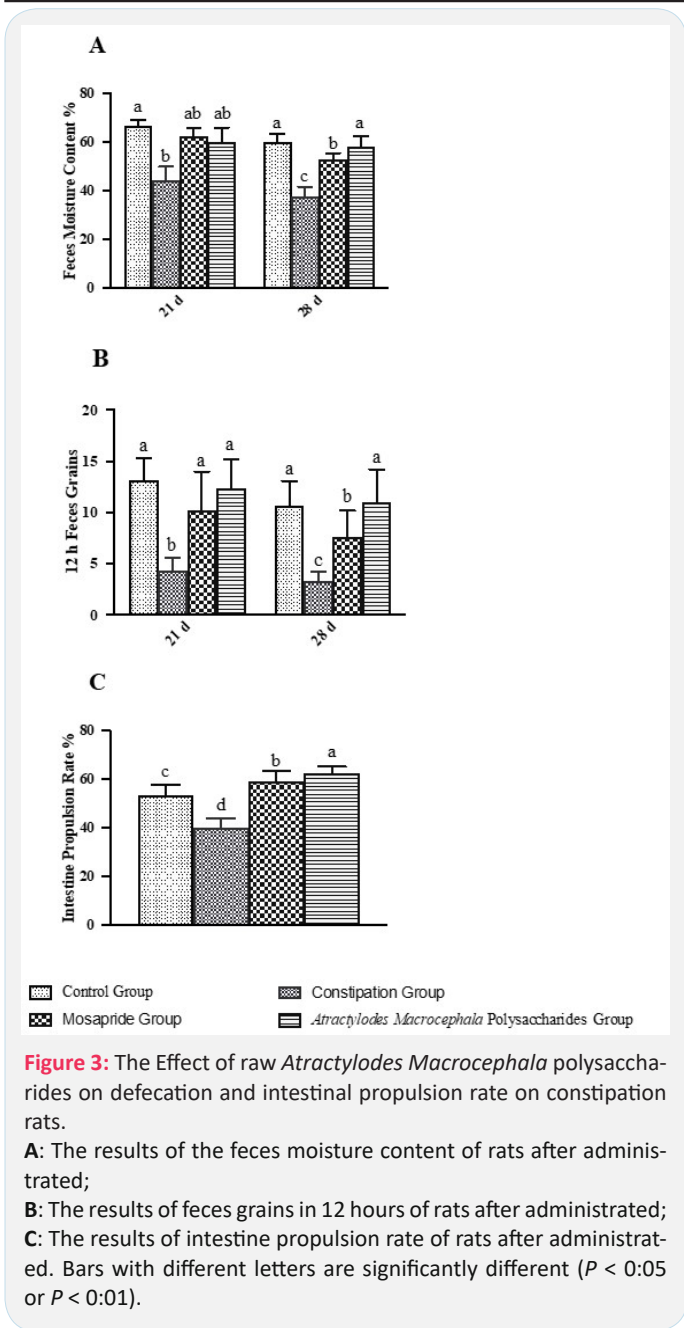 A
80
60
40
20
0
Feces Moisture Content %
a
b
ab
ab
a
c
b
a
21 d
28 d
B
20
15
10
5
0
12 h Feces Grains
a
b
a
a
a
c
b
a
21 d
28 d
C
80
60
40
20
0
Intestine Propulsion Rate %
c
d
b
a
Control Group
Constipation Group
Mosapride Group
Atractylodes Macrocephala Polysaccharides Group
Figure 3: The Effect of raw Atractylodes Macrocephala polysaccha-
rides on defecation and intestinal propulsion rate on constipation
rats.
A: The results of the feces moisture content of rats after adminis-
trated;
B: The results of feces grains in 12 hours of rats after administrated;
C: The results of intestine propulsion rate of rats after administrat-
ed. Bars with different letters are significantly different (P < 0:05
or P < 0:01).